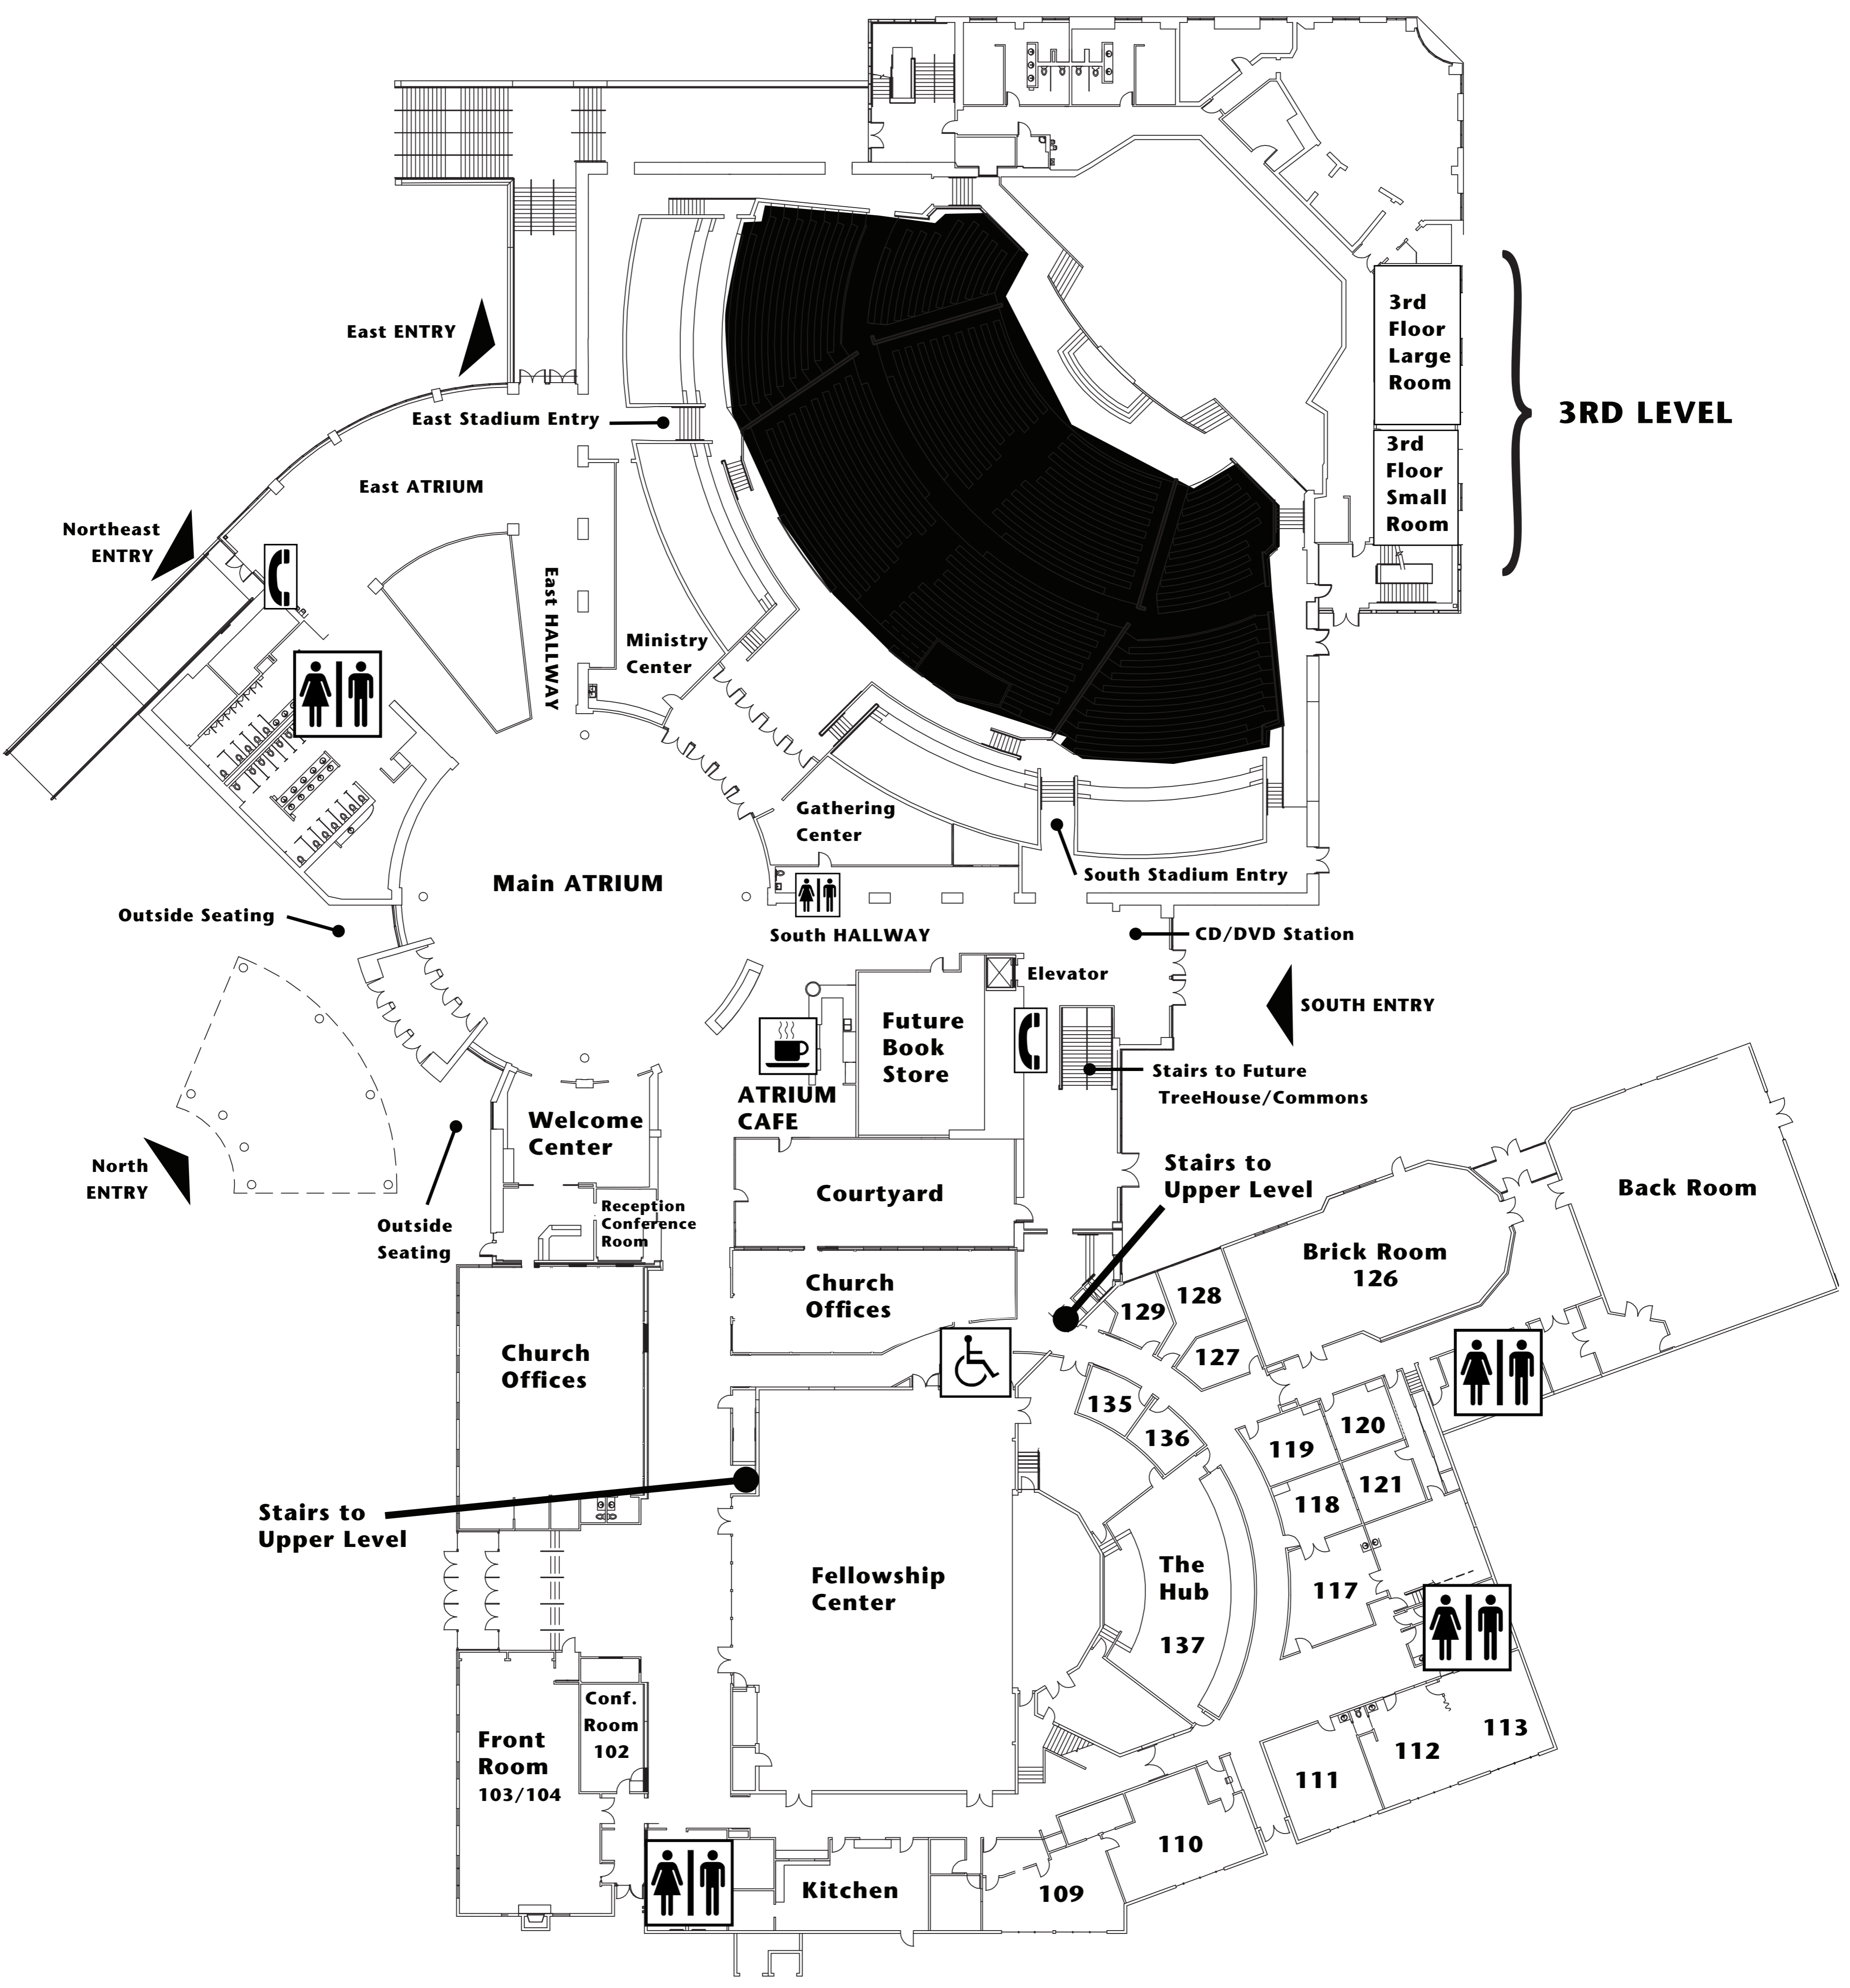 3rd
Floor
Large
Room
3RD LEVEL
3rd
Floor
Small
Room
East ENTRY
East Stadium Entry
East ATRIUM
Northeast
ENTRY
East HALLWAY
Ministry
Center
Gathering
Center
South Stadium Entry
Main ATRIUM
Outside Seating
South HALLWAY
CD/DVD Station
Elevator
SOUTH ENTRY
Future
Book
Store
Stairs to Future
TreeHouse/Commons
ATRIUM
CAFE
Welcome
Center
North
ENTRY
Outside
Seating
Reception
Conference
Room
Courtyard
Stairs to
Upper Level
Back Room
Brick Room
126
Church
Offices
129
128
127
Church
Offices
135
136
119
120
118
121
Stairs to
Upper Level
Fellowship
Center
The
Hub
137
117
Conf.
Room
102
Front
Room
103/104
113
112
111
110
109
Kitchen